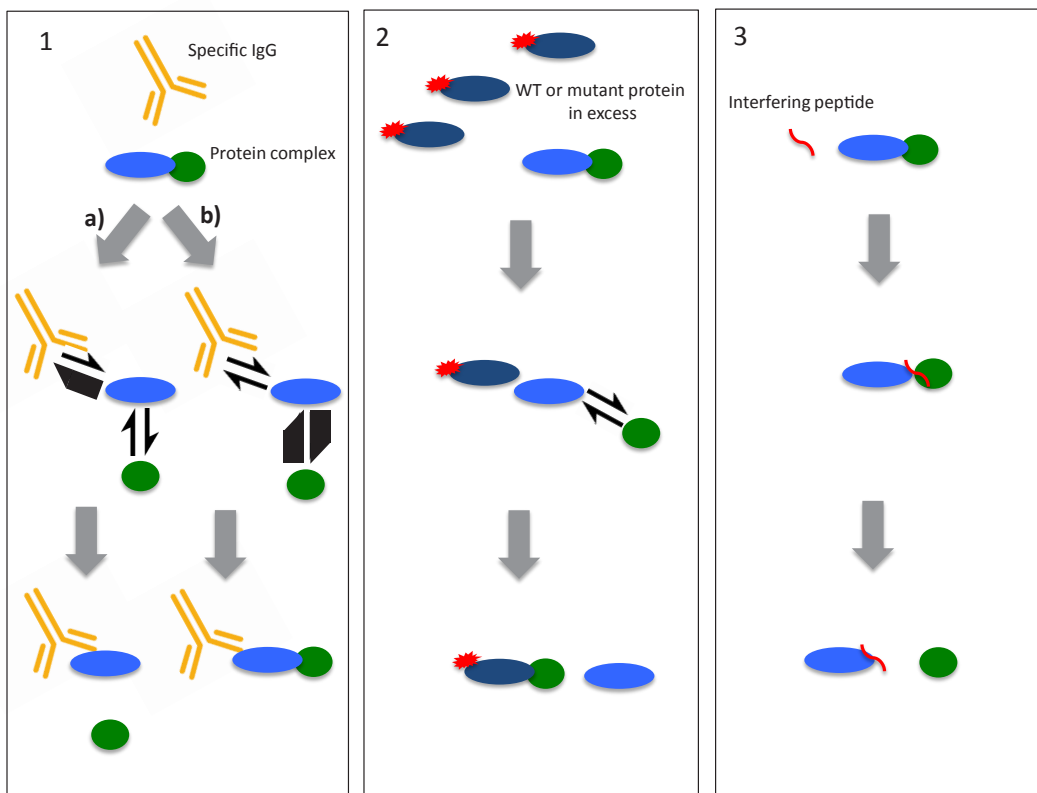 1
Specific IgG
Protein complex
a)
b)
2
WT or mutant protein
in excess
3
Interfering peptide